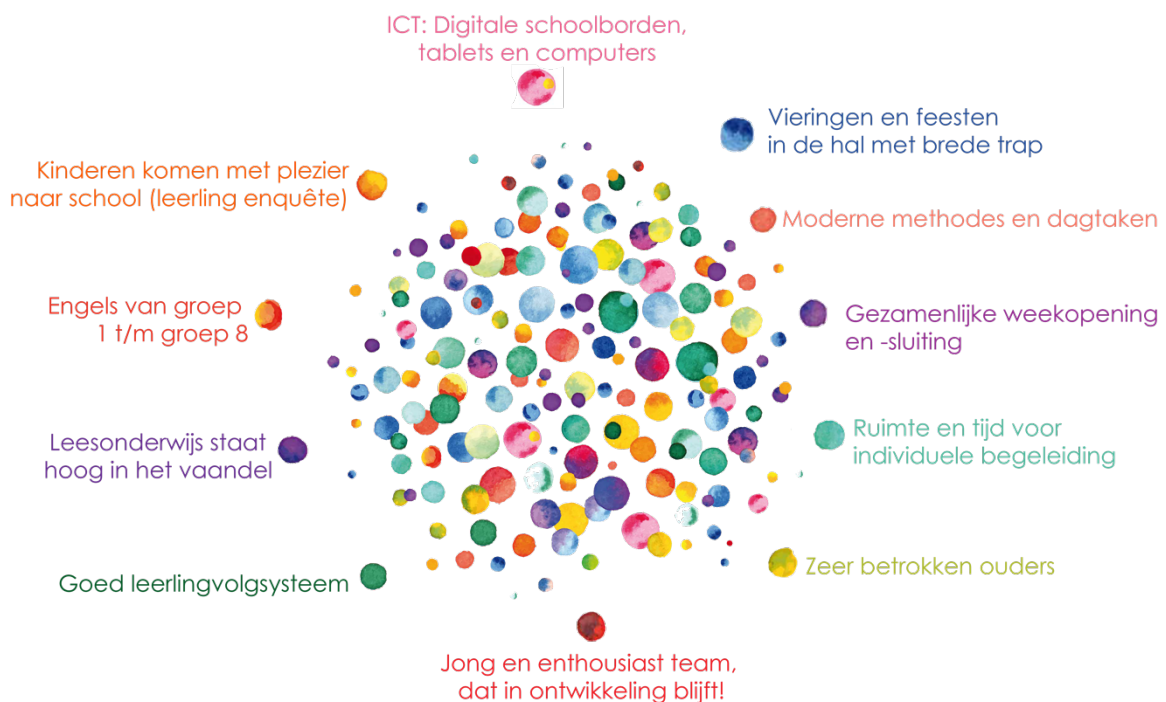 ICT: Digitale schoolborden,
tablets en computers
Vieringen en feesten
in de hal met brede trap
Kinderen komen met plezier
naar school (leerling enquête)
Moderne methodes en dagtaken
Engels van groep
1 t/m groep 8
Gezamenlijke weekopening
en -sluiting
Leesonderwijs staat
hoog in het vaandel
Ruimte en tijd voor
individuele begeleiding
Goed leerlingvolgsysteem
Zeer betrokken ouders
Jong en enthousiast team,
dat in ontwikkeling blijft!